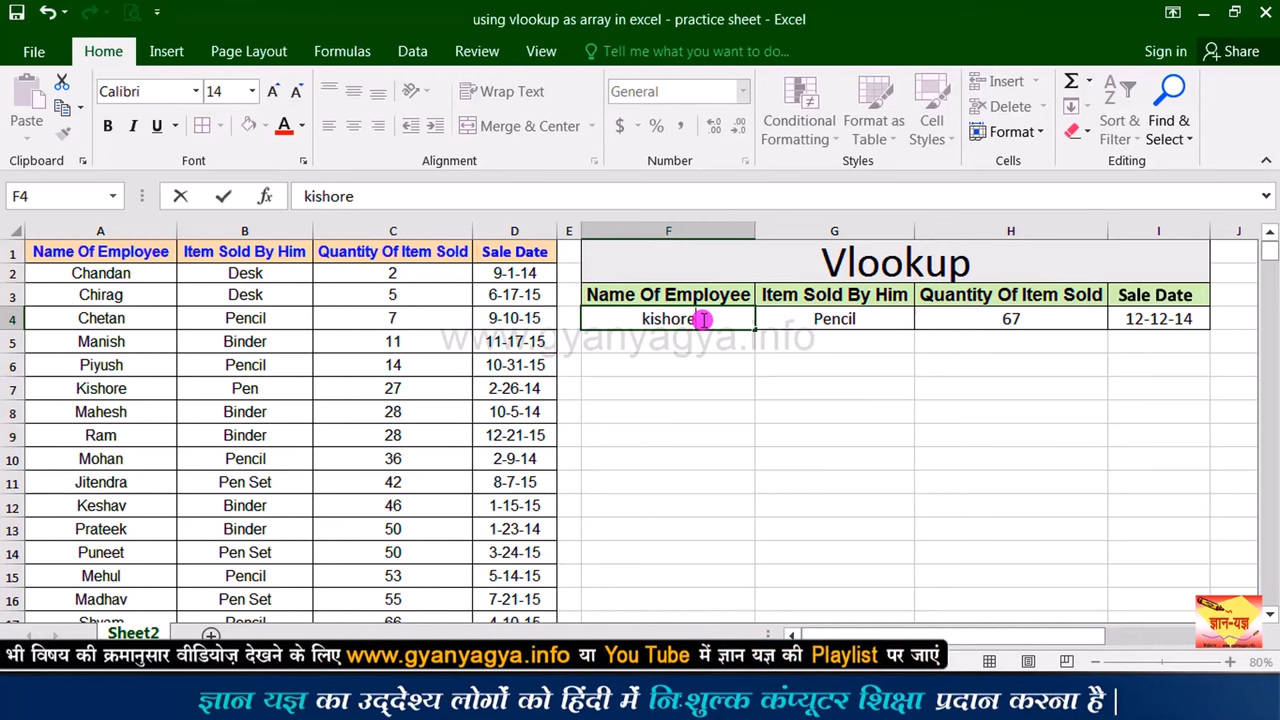 using vlookup as array in excel - practice sheet - Excel
File Home Insert Page Layout Formulas Data Review View Tell me what you want to do... Sign in Share
Calibri 14 Wrap Text General Insert
Paste B I U Merge & Center $ % , Conditional Formatting Format as Table Cell Styles Delete Format Sort & Filter Find & Select
Clipboard Font Alignment Number Styles Cells Editing
F4 fx kishore
A B C D E F G H I J
1 Name Of Employee Item Sold By Him Quantity Of Item Sold Sale Date Vlookup
2 Chandan Desk 2 9-1-14
3 Chirag Desk 5 6-17-15 Name Of Employee Item Sold By Him Quantity Of Item Sold Sale Date
4 Chetan Pencil 7 9-10-15 kishore Pencil 67 12-12-14
www.gyanyagya.info
5 Manish Binder 11 11-17-15
6 Piyush Pencil 14 10-31-15
7 Kishore Pen 27 2-26-14
8 Mahesh Binder 28 10-5-14
9 Ram Binder 28 12-21-15
10 Mohan Pencil 36 2-9-14
11 Jitendra Pen Set 42 8-7-15
12 Keshav Binder 46 1-15-15
13 Prateek Binder 50 1-23-14
14 Puneet Pen Set 50 3-24-15
15 Mehul Pencil 53 5-14-15
16 Madhav Pen Set 55 7-21-15
Shyam Pencil 66 4-10-15
ज्ञान-यज्ञ
Sheet2
भी विषय की क्रमानुसार वीडियोज़ देखने के लिए www.gyanyagya.info या You Tube में ज्ञान यज्ञ की Playlist पर जाएं
80%
ज्ञान यज्ञ का उद्देश्य लोगों को हिंदी में निःशुल्क कंप्यूटर शिक्षा प्रदान करना है |